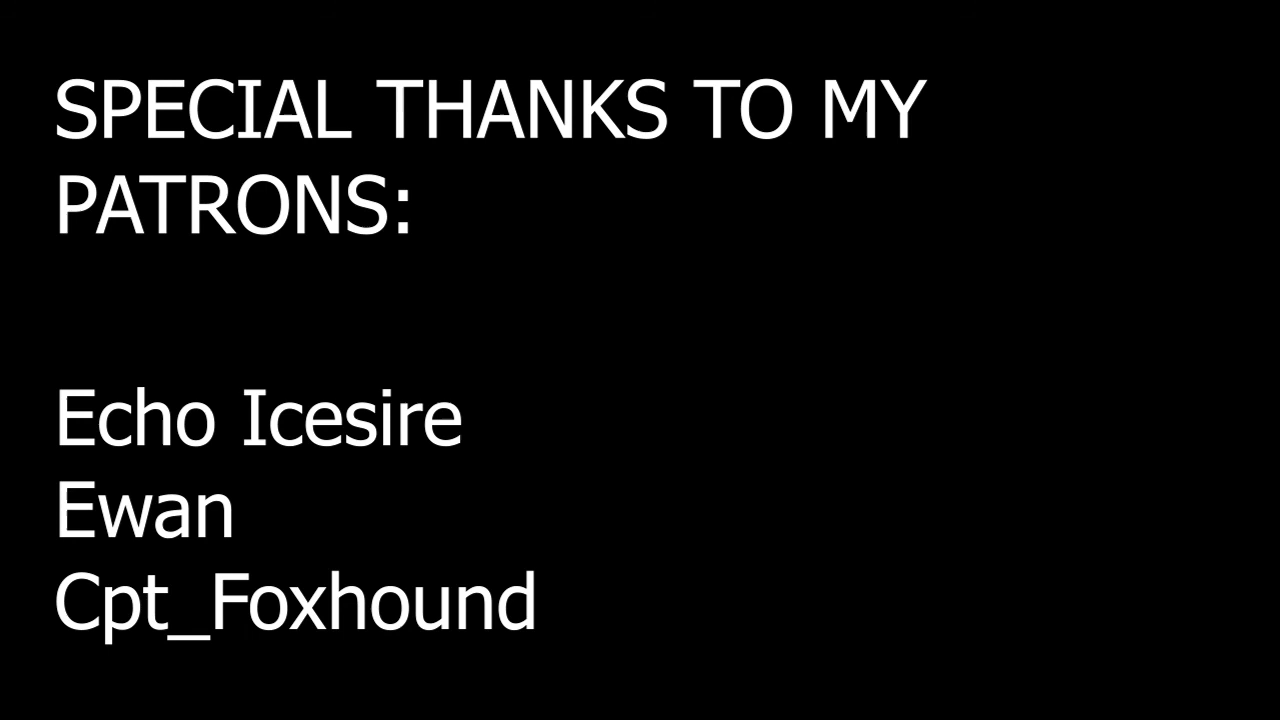 SPECIAL THANKS TO MY
PATRONS:
Echo Icesire
Ewan
Cpt_Foxhound